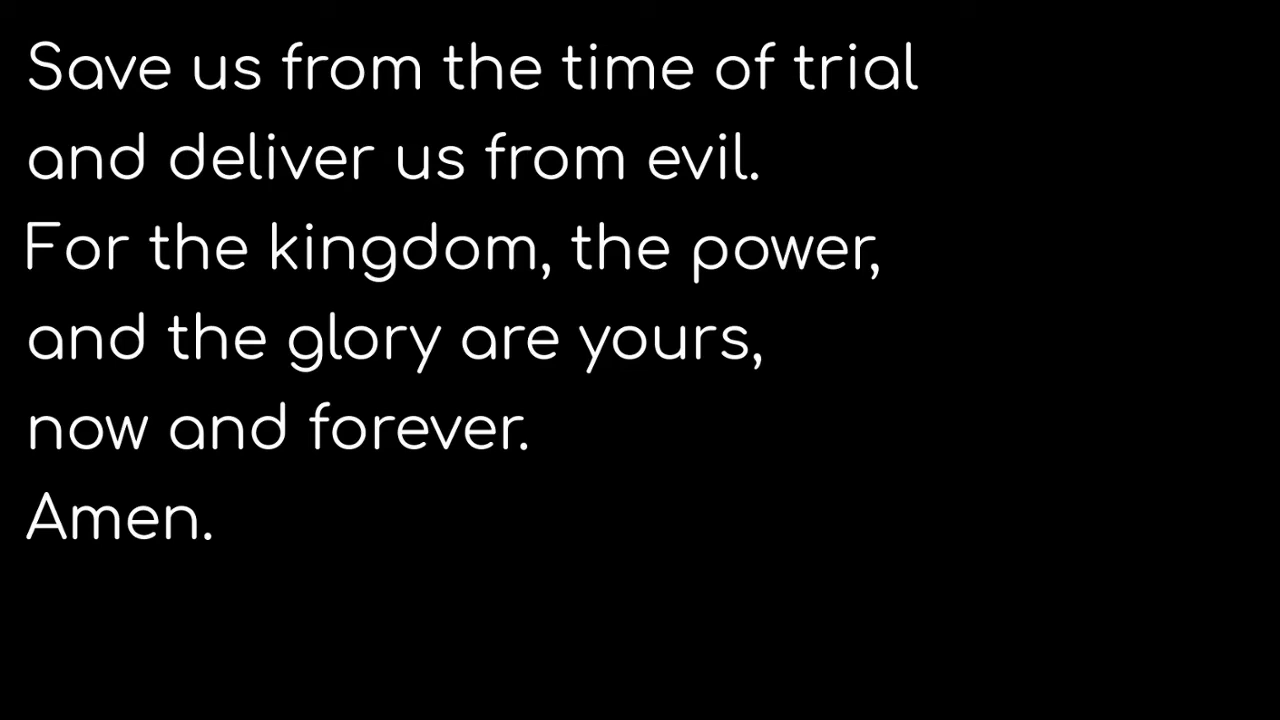 Save us from the time of trial
and deliver us from evil.
For the kingdom, the power,
and the glory are yours,
now and forever.
Amen.